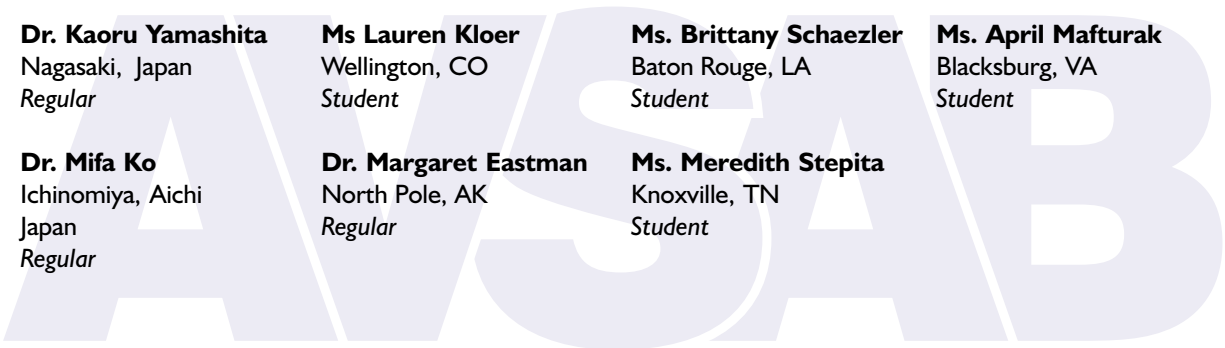 AVSAB
Dr. Kaoru Yamashita
Nagasaki, Japan
Regular
Dr. Mifa Ko
Ichinomiya, Aichi
Japan
Regular
Ms Lauren Kloer
Wellington, CO
Student
Dr. Margaret Eastman
North Pole, AK
Regular
Ms. Brittany Schaezler
Baton Rouge, LA
Student
Ms. Meredith Stepita
Knoxville, TN
Student
Ms. April Mafturak
Blacksburg, VA
Student